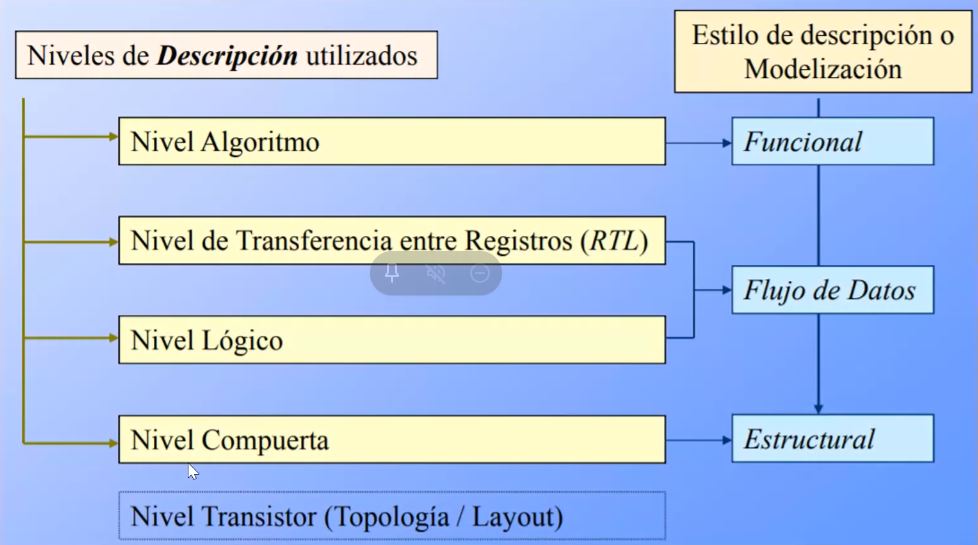 Niveles de Descripción utilizados
Estilo de descripción o
Modelización
Nivel Algoritmo
Funcional
Nivel de Transferencia entre Registros (RTL)
Flujo de Datos
Nivel Lógico
Nivel Compuerta
Estructural
Nivel Transistor (Topología / Layout)